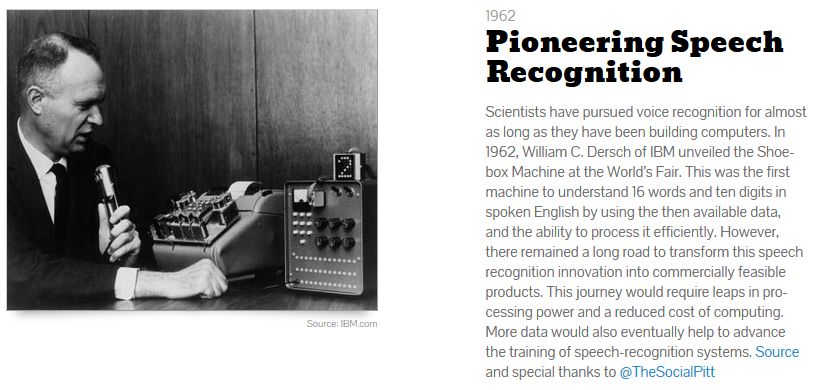 2
Source: IBM.com
1962
Pioneering Speech
Recognition
Scientists have pursued voice recognition for almost
as long as they have been building computers. In
1962, William C. Dersch of IBM unveiled the Shoe-
box Machine at the World's Fair. This was the first
machine to understand 16 words and ten digits in
spoken English by using the then available data,
and the ability to process it efficiently. However,
there remained a long road to transform this speech
recognition innovation into commercially feasible
products. This journey would require leaps in pro-
cessing power and a reduced cost of computing.
More data would also eventually help to advance
the training of speech-recognition systems. Source
and special thanks to @TheSocialPitt